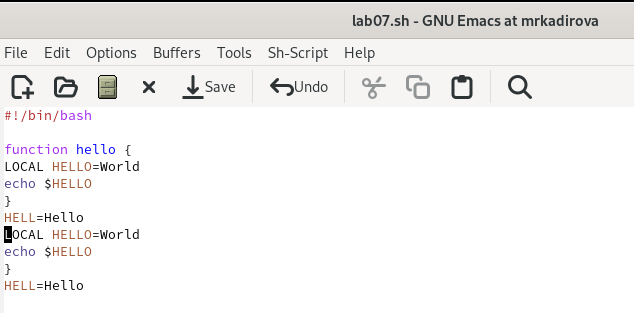 lab07.sh - GNU Emacs at mrkadirova
File Edit Options Buffers Tools Sh-Script Help
Save Undo
#!/bin/bash
function hello {
LOCAL HELLO=World
echo $HELLO
}
HELL=Hello
LOCAL HELLO=World
echo $HELLO
}
HELL=Hello